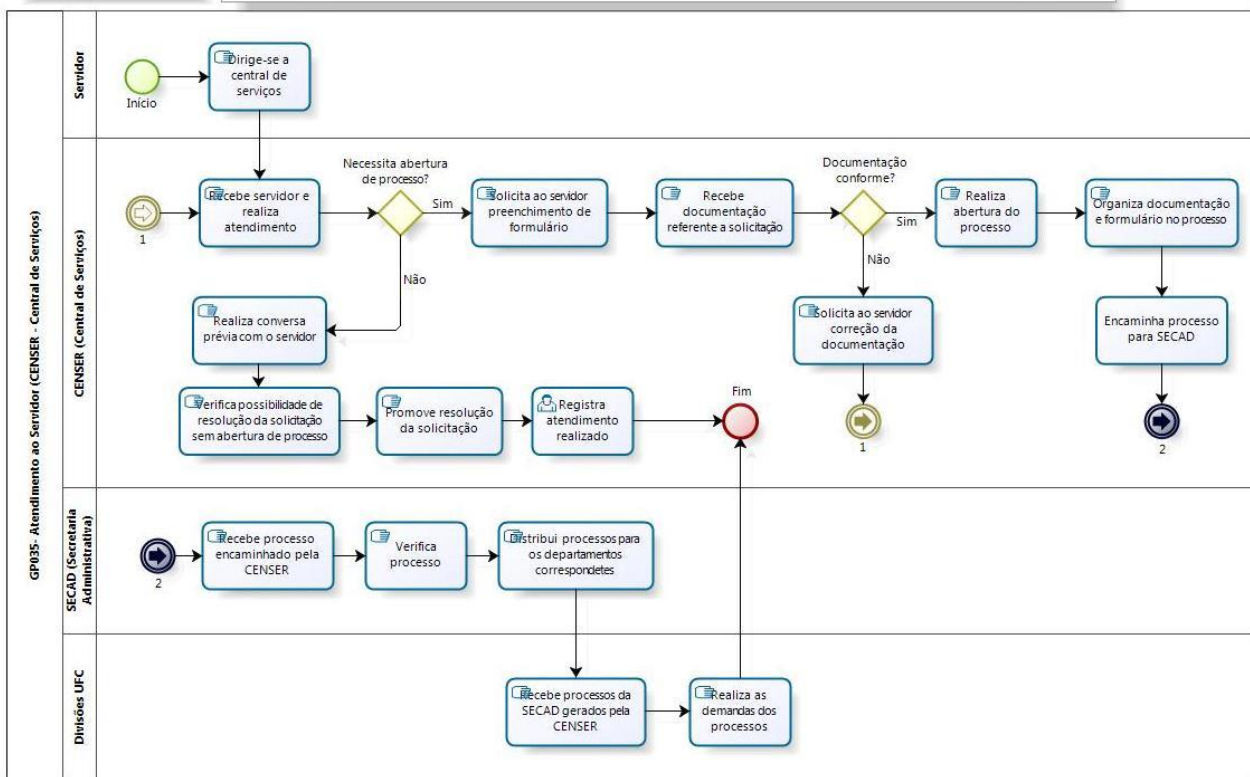 GP035- Atendimento ao Servidor (CENSER - Central de Serviços)
Servidor
Início
Dirige-se a
central de
serviços
CENSER (Central de Serviços)
1
Recebe servidor e
realiza
atendimento
Necessita abertura
de processo?
Sim
Não
Solicita ao servidor
preenchimento de
formulário
Recebe
documentação
referente a solicitação
Documentação
conforme?
Sim
Não
Realiza
abertura do
processo
Organiza documentação
e formulário no processo
Realiza conversa
prévia com o servidor
Solicita ao servidor
correção da
documentação
Encaminha processo
para SECAD
Verifica possibilidade de
resolução da solicitação
sem abertura de processo
Promove resolução
da solicitação
Registra
atendimento
realizado
Fim
1
2
SECAD (Secretaria
Administrativa)
2
Recebe processo
encaminhado pela
CENSER
Verifica
processo
Distribui processos para
os departamentos
correspondetes
Divisões UFC
Recebe processos da
SECAD gerados pela
CENSER
Realiza as
demandas dos
processos